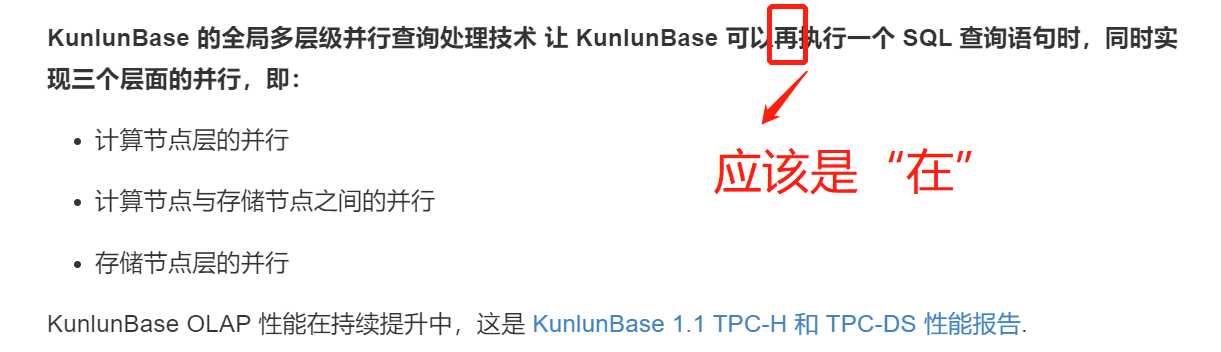 KunlunBase 的全局多层级并行查询处理技术 让 KunlunBase 可以再执行一个 SQL 查询语句时，同时实
现三个层面的并行，即：
• 计算节点层的并行
应该是“在”
• 计算节点与存储节点之间的并行
• 存储节点层的并行
KunlunBase OLAP 性能在持续提升中，这是 KunlunBase 1.1 TPC-H 和 TPC-DS 性能报告.